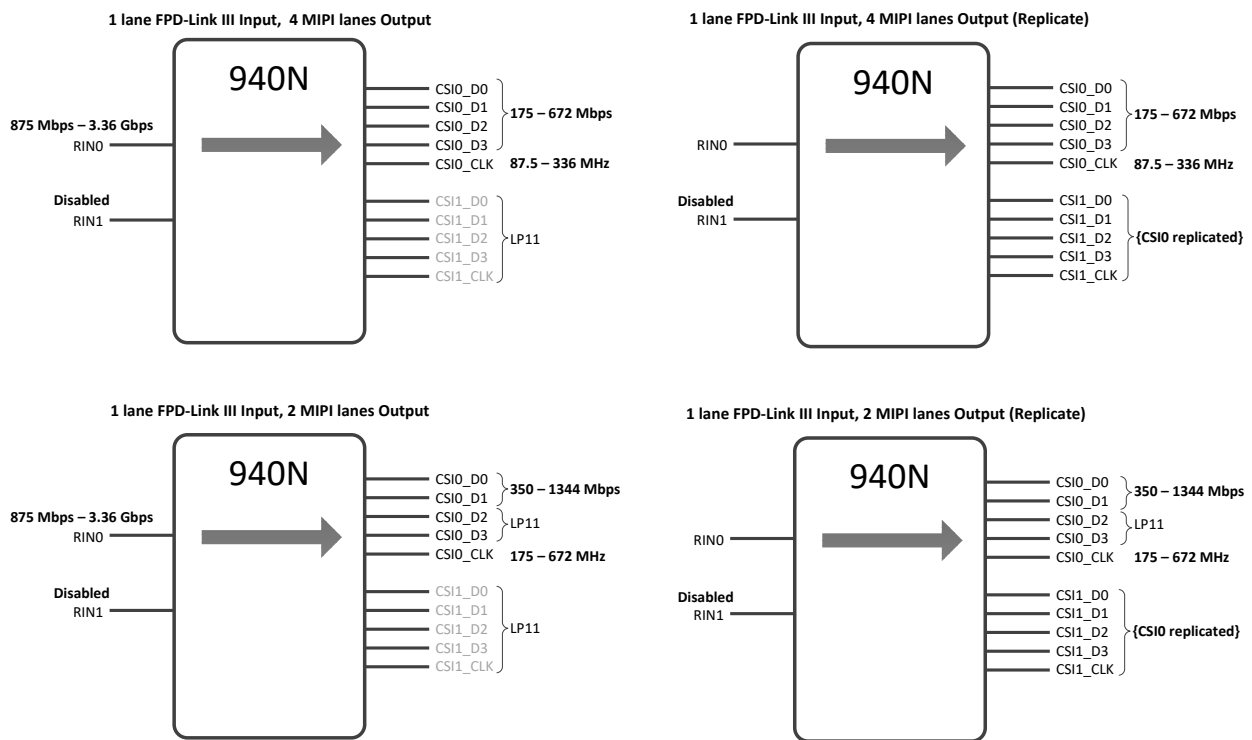 1 lane FPD-Link III Input, 4 MIPI lanes Output
940N
875 Mbps – 3.36 Gbps
RIN0
Disabled
RIN1
CSI0_D0
CSI0_D1
CSI0_D2
CSI0_D3
175 – 672 Mbps
CSI0_CLK
87.5 – 336 MHz
CSI1_D0
CSI1_D1
CSI1_D2
CSI1_D3
CSI1_CLK
LP11
1 lane FPD-Link III Input, 4 MIPI lanes Output (Replicate)
940N
RIN0
Disabled
RIN1
CSI0_D0
CSI0_D1
CSI0_D2
CSI0_D3
175 – 672 Mbps
CSI0_CLK
87.5 – 336 MHz
CSI1_D0
CSI1_D1
CSI1_D2
CSI1_D3
CSI1_CLK
{CSI0 replicated}
1 lane FPD-Link III Input, 2 MIPI lanes Output
940N
875 Mbps – 3.36 Gbps
RIN0
Disabled
RIN1
CSI0_D0
CSI0_D1
350 – 1344 Mbps
CSI0_D2
CSI0_D3
LP11
CSI0_CLK
175 – 672 MHz
CSI1_D0
CSI1_D1
CSI1_D2
CSI1_D3
CSI1_CLK
LP11
1 lane FPD-Link III Input, 2 MIPI lanes Output (Replicate)
940N
RIN0
Disabled
RIN1
CSI0_D0
CSI0_D1
350 – 1344 Mbps
CSI0_D2
CSI0_D3
LP11
CSI0_CLK
175 – 672 MHz
CSI1_D0
CSI1_D1
CSI1_D2
CSI1_D3
CSI1_CLK
{CSI0 replicated}